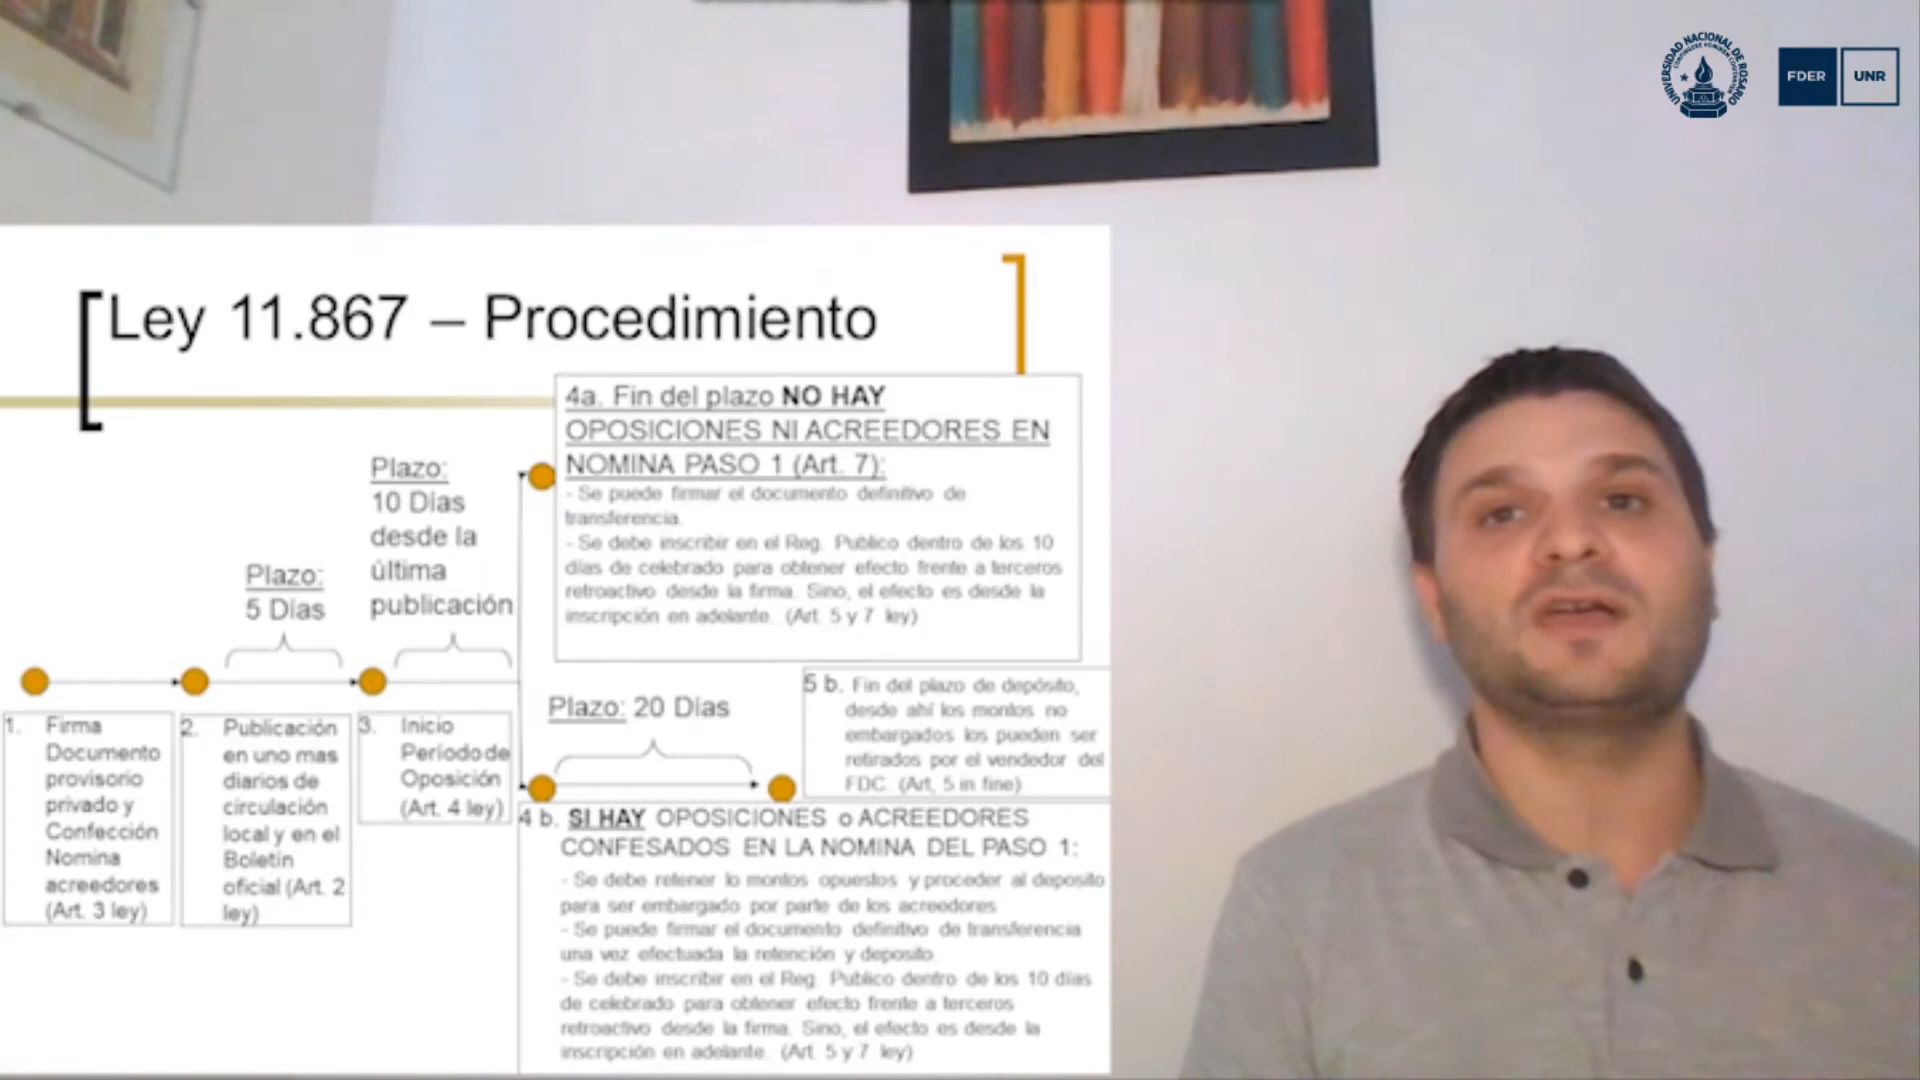 UNIVERSIDAD NACIONAL DE ROSARIO
FDER
UNR
Ley 11.867 – Procedimiento
4a. Fin del plazo NO HAY
OPOSICIONES NI ACREEDORES EN
NOMINA PASO 1 (Art. 7):
- Se puede firmar el documento definitivo de
transferencia.
- Se debe inscribir en el Reg. Publico dentro de los 10
días de celebrado para obtener efecto frente a terceros
retroactivo desde la firma. Sino, el efecto es desde la
inscripción en adelante. (Art. 5 y 7 ley)
Plazo:
10 Días
desde la
última
publicación
Plazo:
5 Días
1. Firma
Documento
provisorio
privado y
Confección
Nomina
acreedores
(Art. 3 ley)
2. Publicación
en uno mas
diarios de
circulación
local y en el
Boletín
oficial (Art. 2
ley)
3. Inicio
Período de
Oposición
(Art. 4 ley)
Plazo: 20 Días
5 b. Fin del plazo de depósito,
desde ahí los montos no
embargados los pueden ser
retirados por el vendedor del
FDC. (Art, 5 in fine)
4 b. SI HAY OPOSICIONES o ACREEDORES
CONFESADOS EN LA NOMINA DEL PASO 1:
- Se debe retener lo montos opuestos y proceder al deposito
para ser embargado por parte de los acreedores
- Se puede firmar el documento definitivo de transferencia
una vez efectuada la retención y deposito.
- Se debe inscribir en el Reg. Publico dentro de los 10 días
de celebrado para obtener efecto frente a terceros
retroactivo desde la firma. Sino, el efecto es desde la
inscripción en adelante. (Art. 5 y 7 ley)